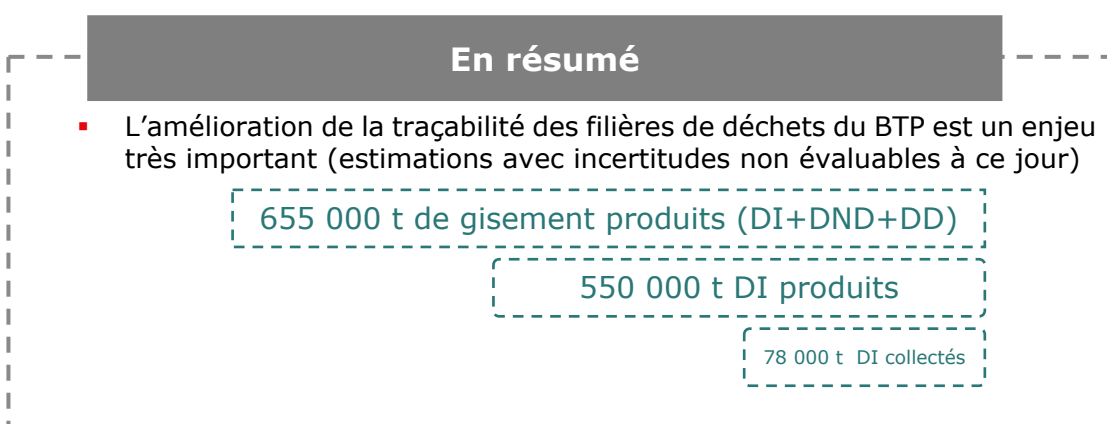 En résumé
▪ L’amélioration de la traçabilité des filières de déchets du BTP est un enjeu
très important (estimations avec incertitudes non évaluables à ce jour)
655 000 t de gisement produits (DI+DND+DD)
550 000 t DI produits
78 000 t DI collectés